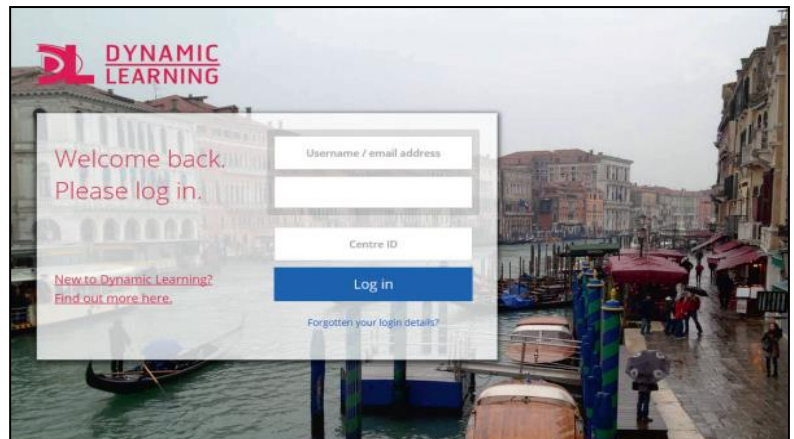 DYNAMIC
LEARNING
Welcome back.
Please log in.
Username / email address
Centre ID
Log in
New to Dynamic Learning?
Find out more here.
Forgotten your login details?